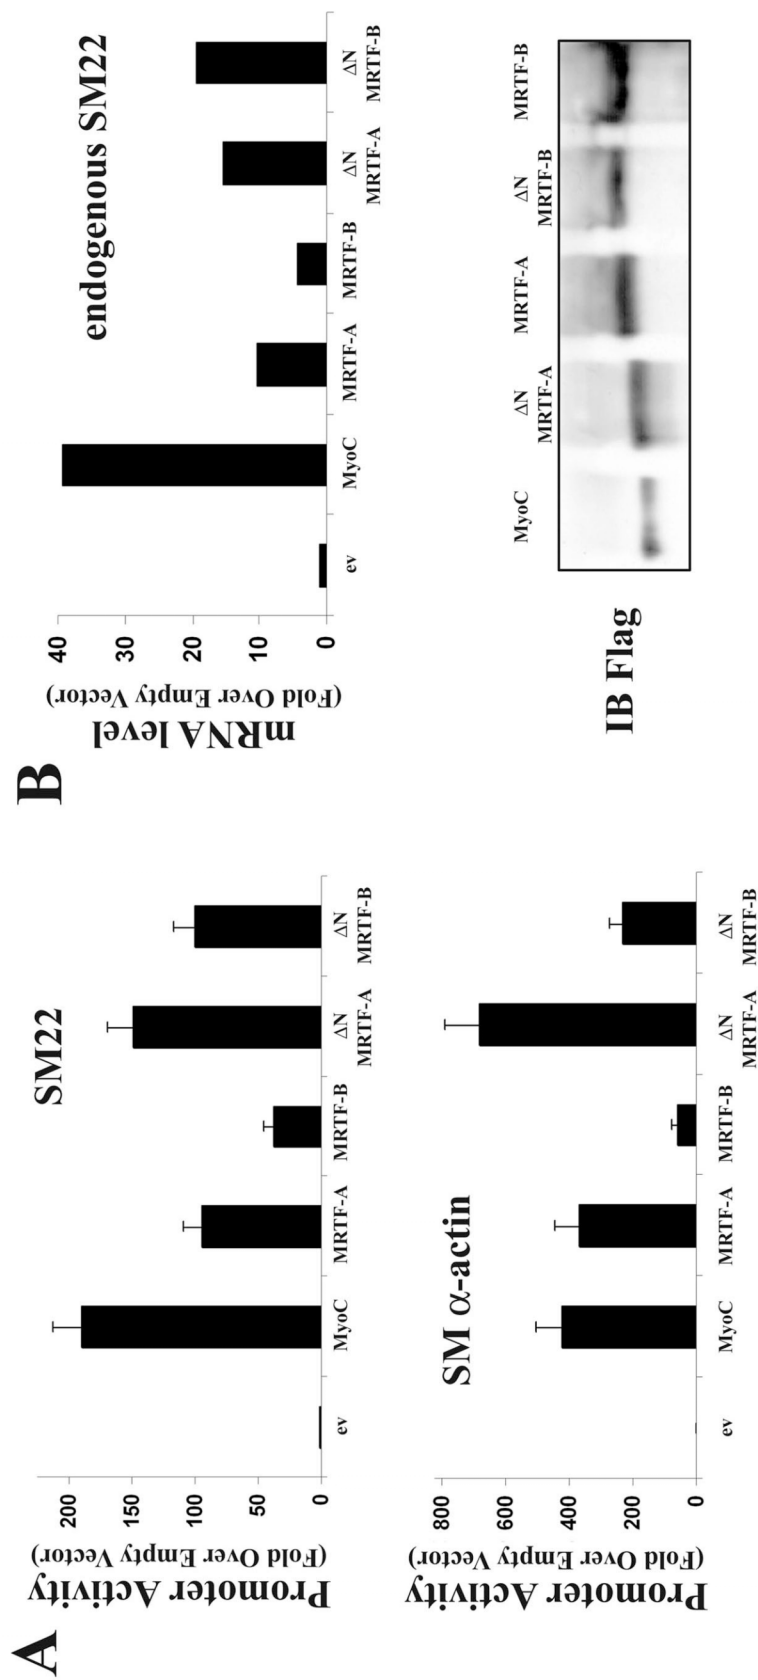 A
SM22
Promoter Activity
(Fold Over Empty Vector)
200
150
100
50
0
ev
MyoC
MRTF-A
MRTF-B
ΔN
MRTF-A
ΔN
MRTF-B
SM α-actin
Promoter Activity
(Fold Over Empty Vector)
800
600
400
200
0
ev
MyoC
MRTF-A
MRTF-B
ΔN
MRTF-A
ΔN
MRTF-B
B
endogenous SM22
mRNA level
(Fold Over Empty Vector)
40
30
20
10
0
ev
MyoC
MRTF-A
MRTF-B
ΔN
MRTF-A
ΔN
MRTF-B
MyoC
ΔN
MRTF-A
MRTF-A
ΔN
MRTF-B
MRTF-B
IB Flag